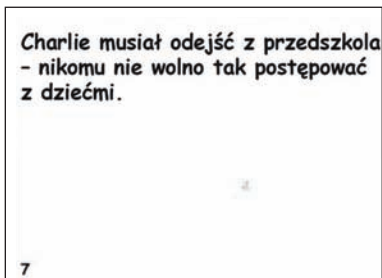 Charlie musiał odejść z przedszkola
– nikomu nie wolno tak postępować
z dziećmi.
7